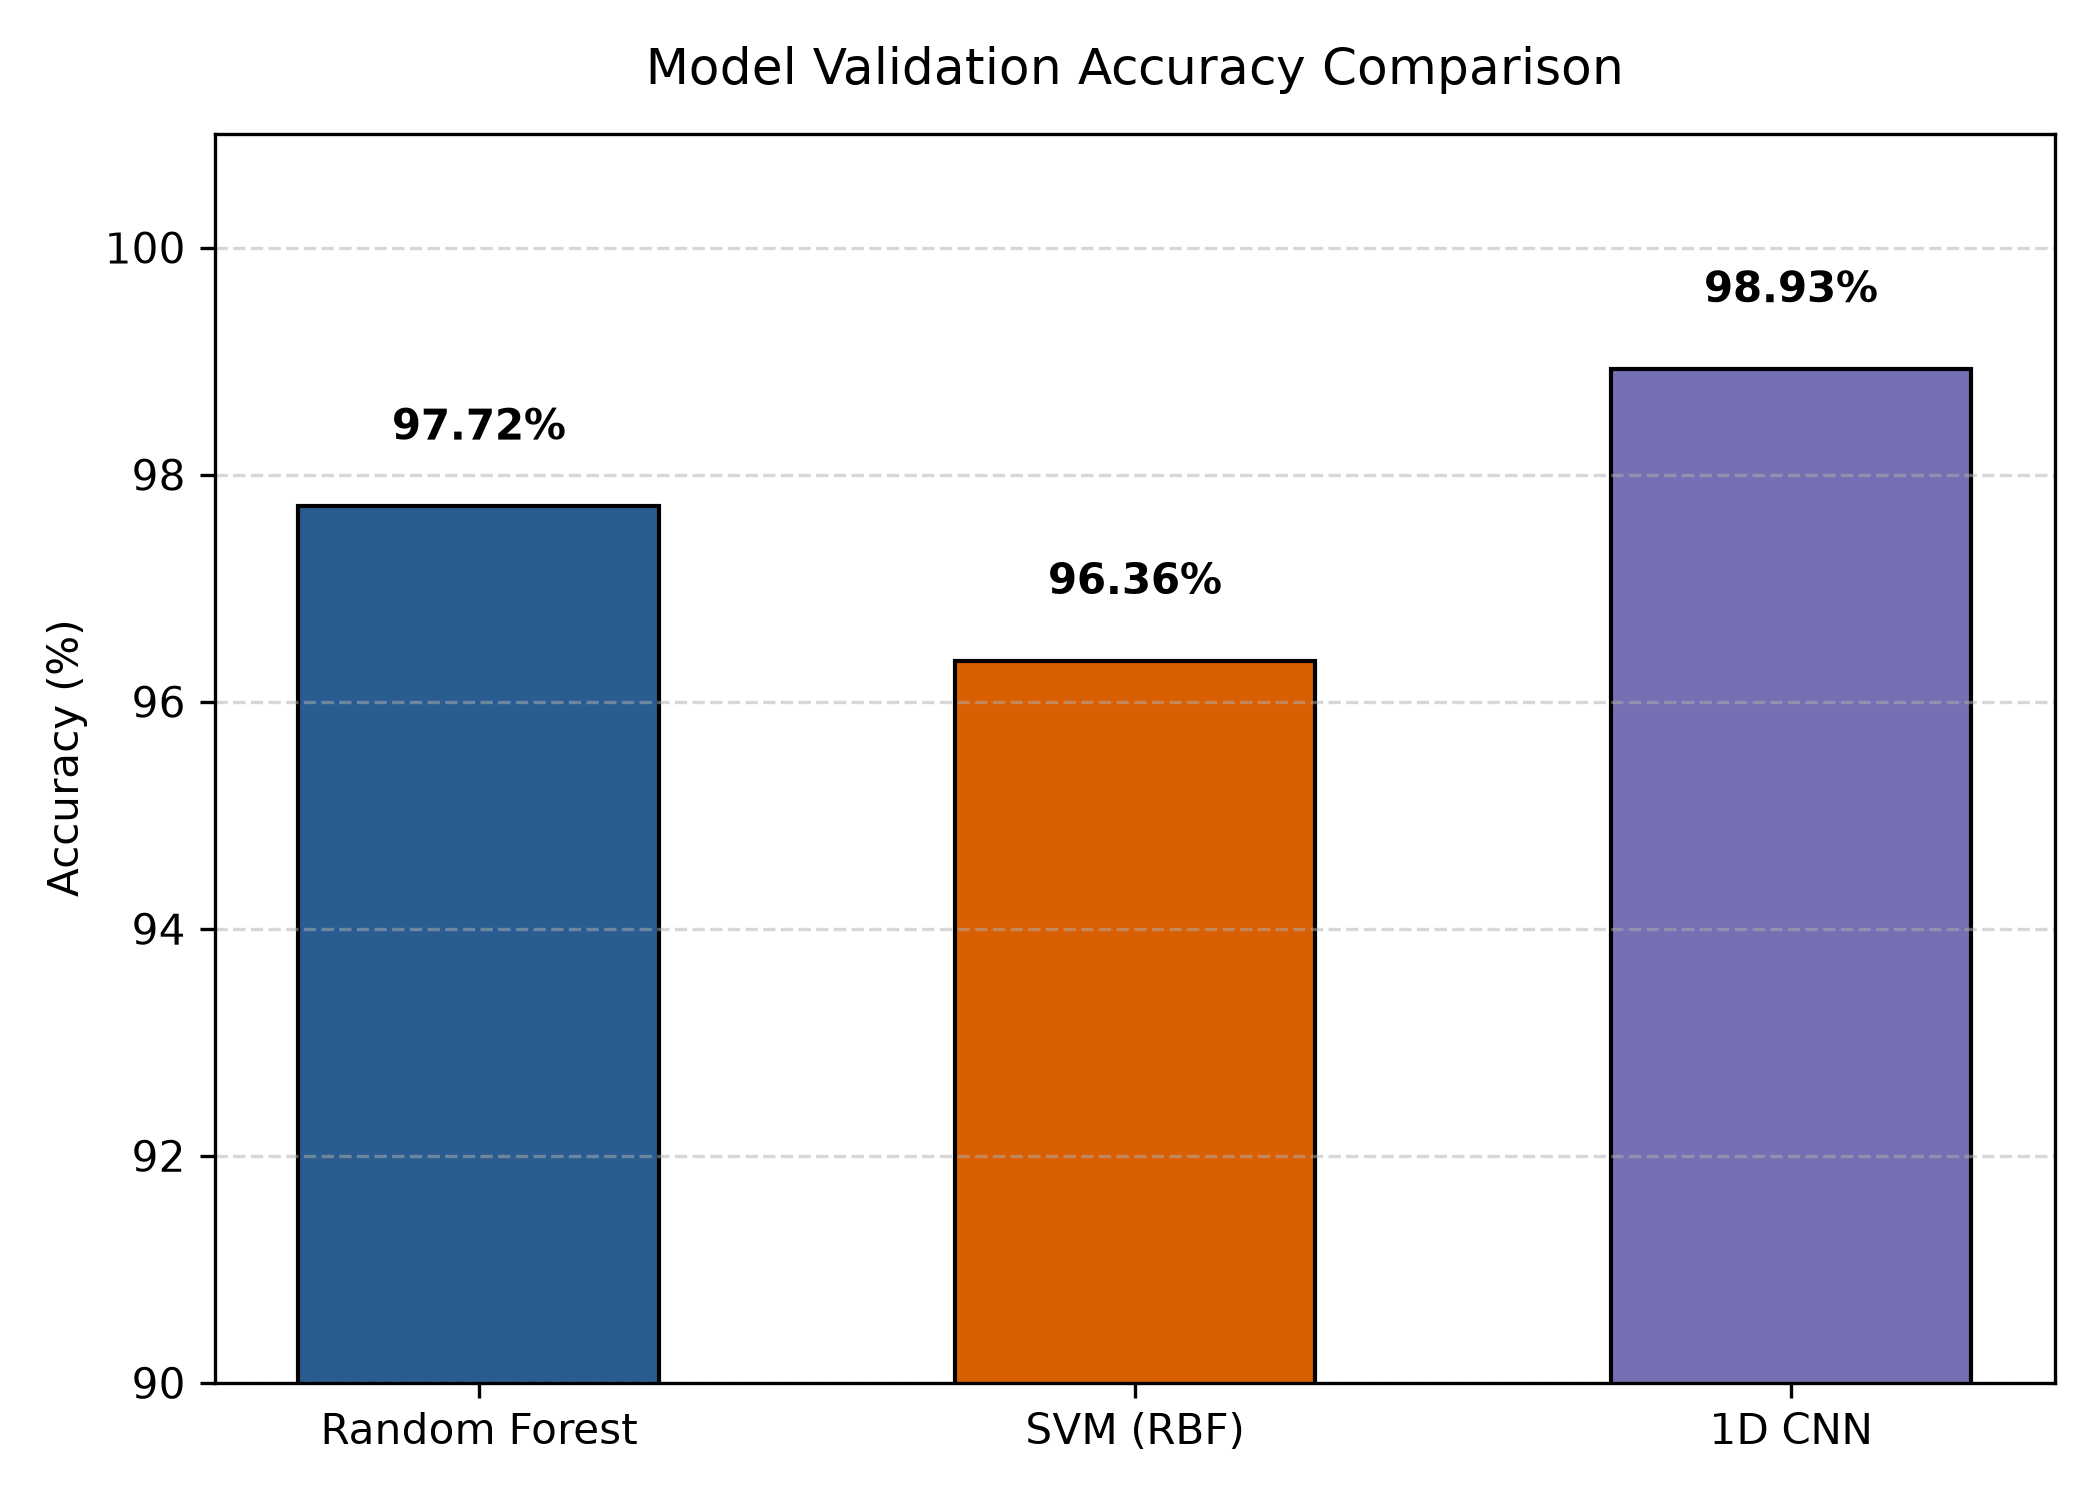 Model Validation Accuracy Comparison
100
98.93%
97.72%
98
96.36%
96
Accuracy (%)
94
92
90
Random Forest
SVM (RBF)
1D CNN